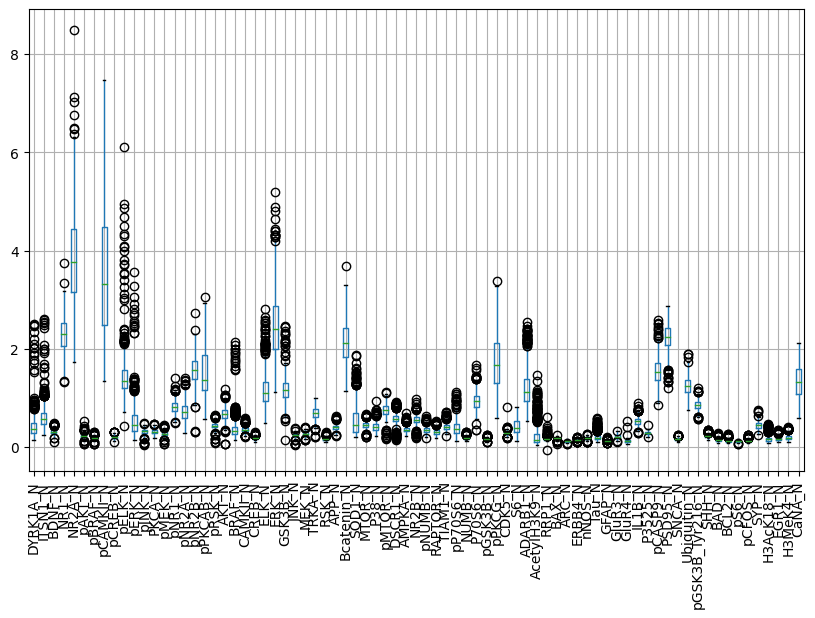 8
6
4
2
0
DYRK1A_N
ITSN1_N
BDNF_N
NR1_N
NR2A_N
pAKT_N
pBRAF_N
pCAMKII_N
pCREB_N
pELK_N
pERK_N
pJNK_N
PKCA_N
pMEK_N
pNR1_N
pNR2A_N
pNR2B_N
pPKCAB_N
pRSK_N
AKT_N
BRAF_N
CAMKII_N
CREB_N
ELK_N
ERK_N
GSK3B_N
JNK_N
MEK_N
TRKA_N
RSK_N
APP_N
Bcatenin_N
SOD1_N
MTOR_N
P38_N
pMTOR_N
DSCR1_N
AMPKA_N
NR2B_N
pNUMB_N
RAPTOR_N
TIAM1_N
pP70S6_N
NUMB_N
P70S6_N
pGSK3B_N
pPKCG_N
CDK5_N
S6_N
ADARB1_N
AcetylH3K9_N
RRP1_N
BAX_N
ARC_N
ERBB4_N
nNOS_N
Tau_N
GFAP_N
GluR3_N
GluR4_N
IL1B_N
P3525_N
pCASP9_N
PSD95_N
SNCA_N
Ubiquitin_N
pGSK3B_Tyr216_N
SHH_N
BAD_N
BCL2_N
pS6_N
pCFOS_N
SYP_N
H3AcK18_N
EGR1_N
H3MeK4_N
CaNA_N